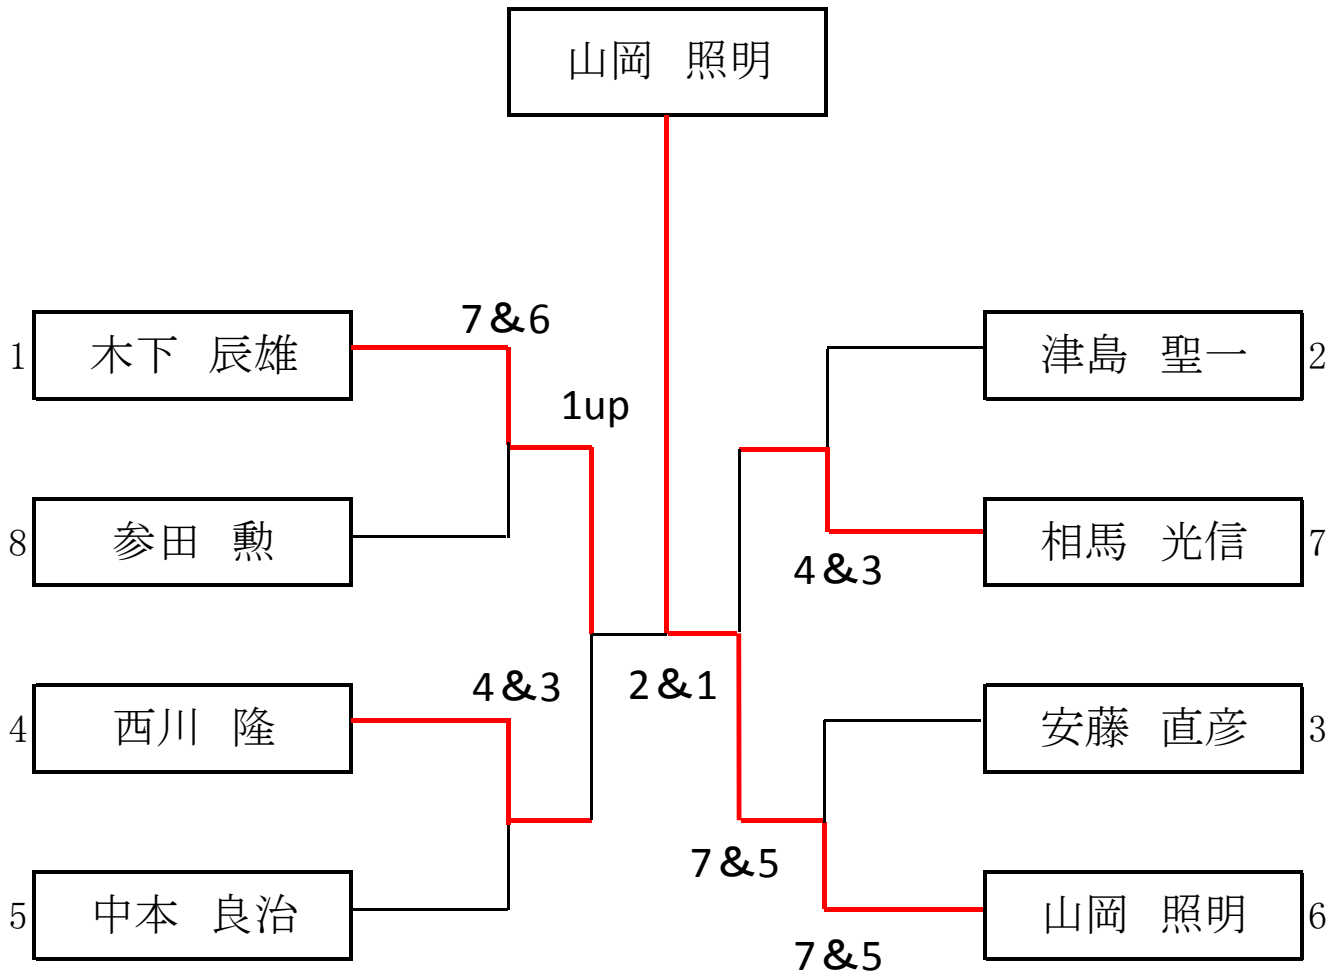 山岡 照明
7&6
1 木下 辰雄
津島 聖一 2
1up
8 参田 勲
相馬 光信 7
4&3
4&3
2&1
4 西川 隆
安藤 直彦 3
7&5
5 中本 良治
山岡 照明 6
7&5